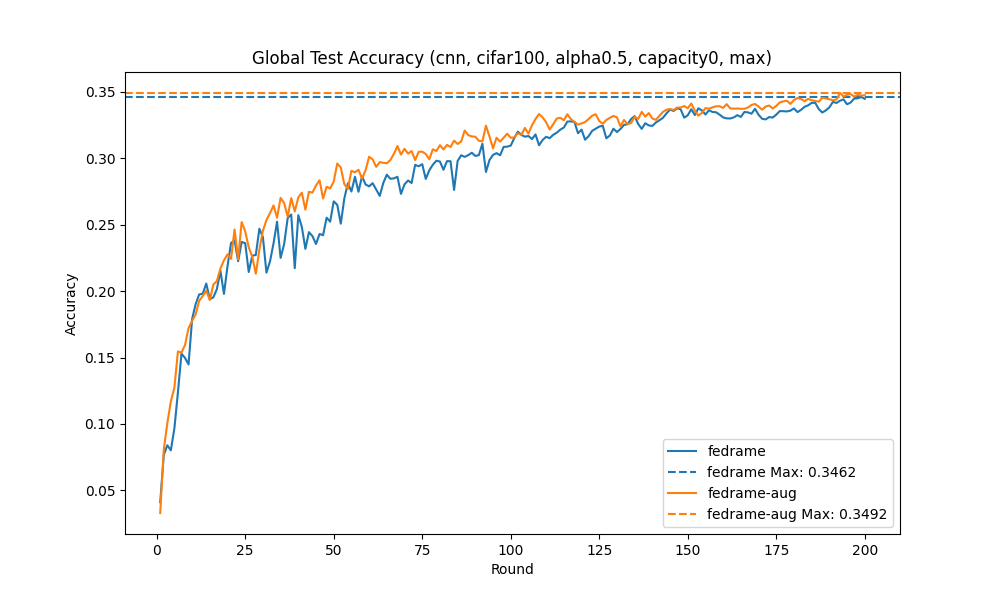 Global Test Accuracy (cnn, cifar100, alpha0.5, capacity0, max)
Accuracy
0.35
0.30
0.25
0.20
0.15
0.10
0.05
fedrame
fedrame Max: 0.3462
fedrame-aug
fedrame-aug Max: 0.3492
0 25 50 75 100 125 150 175 200
Round